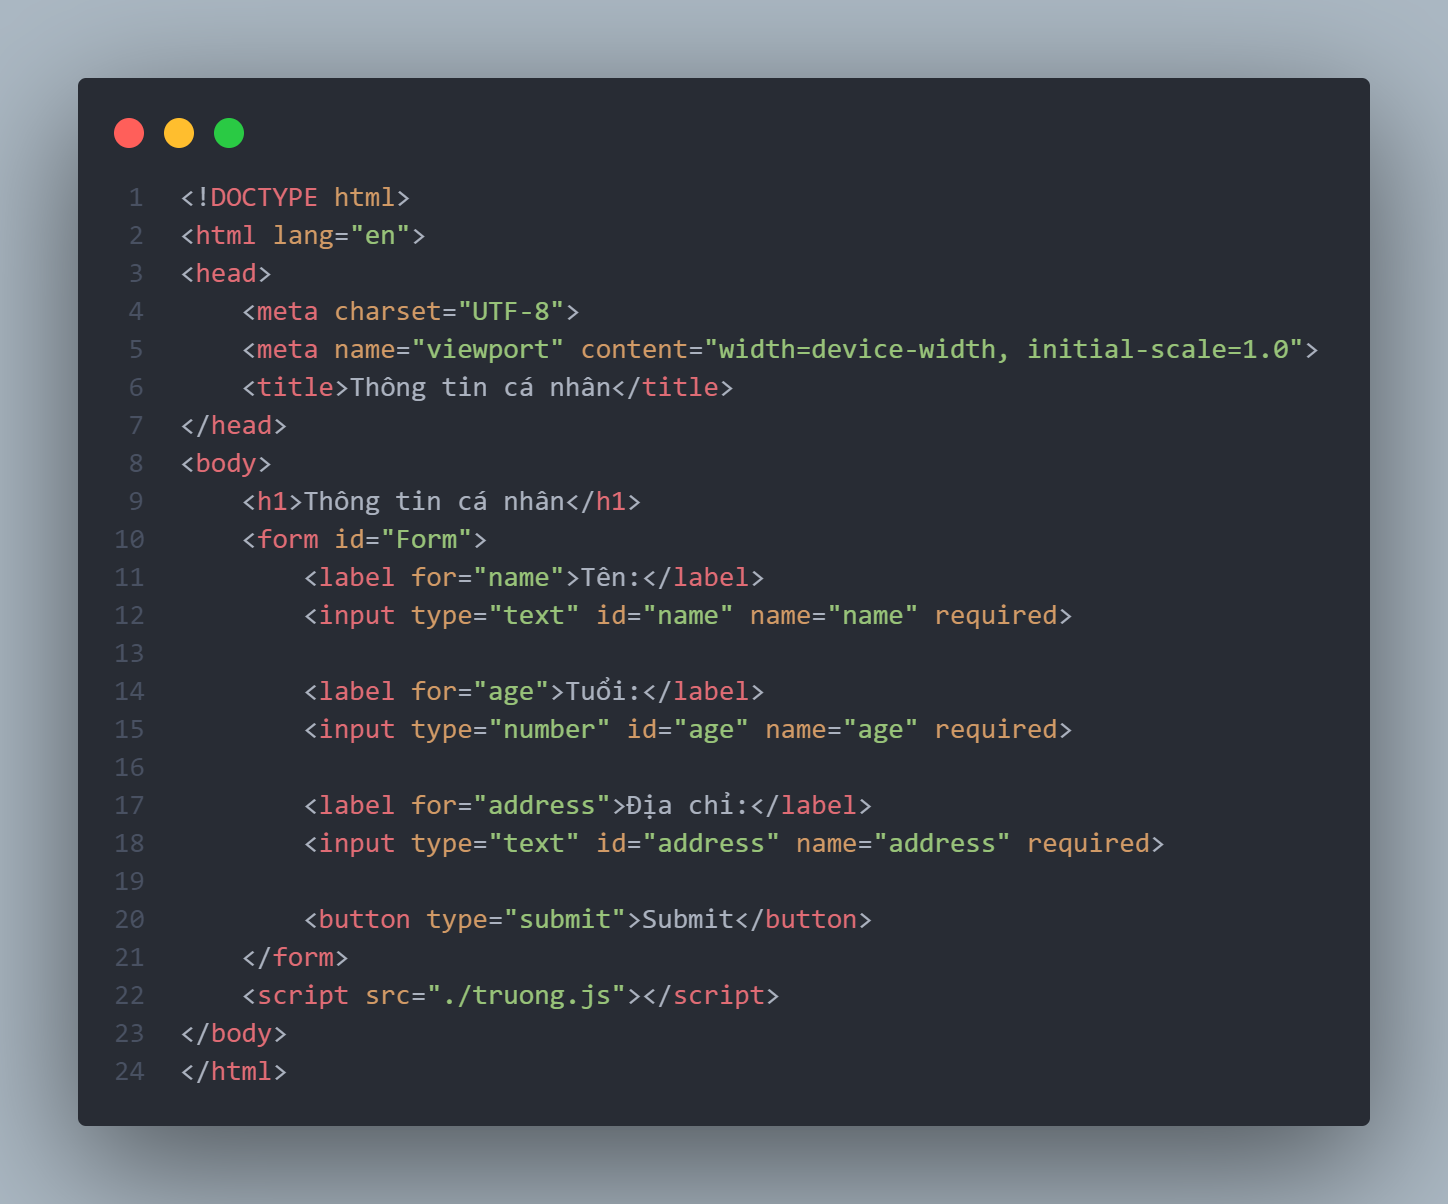 1 <!DOCTYPE html>
2 <html lang="en">
3 <head>
4     <meta charset="UTF-8">
5     <meta name="viewport" content="width=device-width, initial-scale=1.0">
6     <title>Thông tin cá nhân</title>
7 </head>
8 <body>
9     <h1>Thông tin cá nhân</h1>
10     <form id="Form">
11         <label for="name">Tên:</label>
12         <input type="text" id="name" name="name" required>
13
14         <label for="age">Tuổi:</label>
15         <input type="number" id="age" name="age" required>
16
17         <label for="address">Địa chỉ:</label>
18         <input type="text" id="address" name="address" required>
19
20         <button type="submit">Submit</button>
21     </form>
22     <script src="./truong.js"></script>
23 </body>
24 </html>